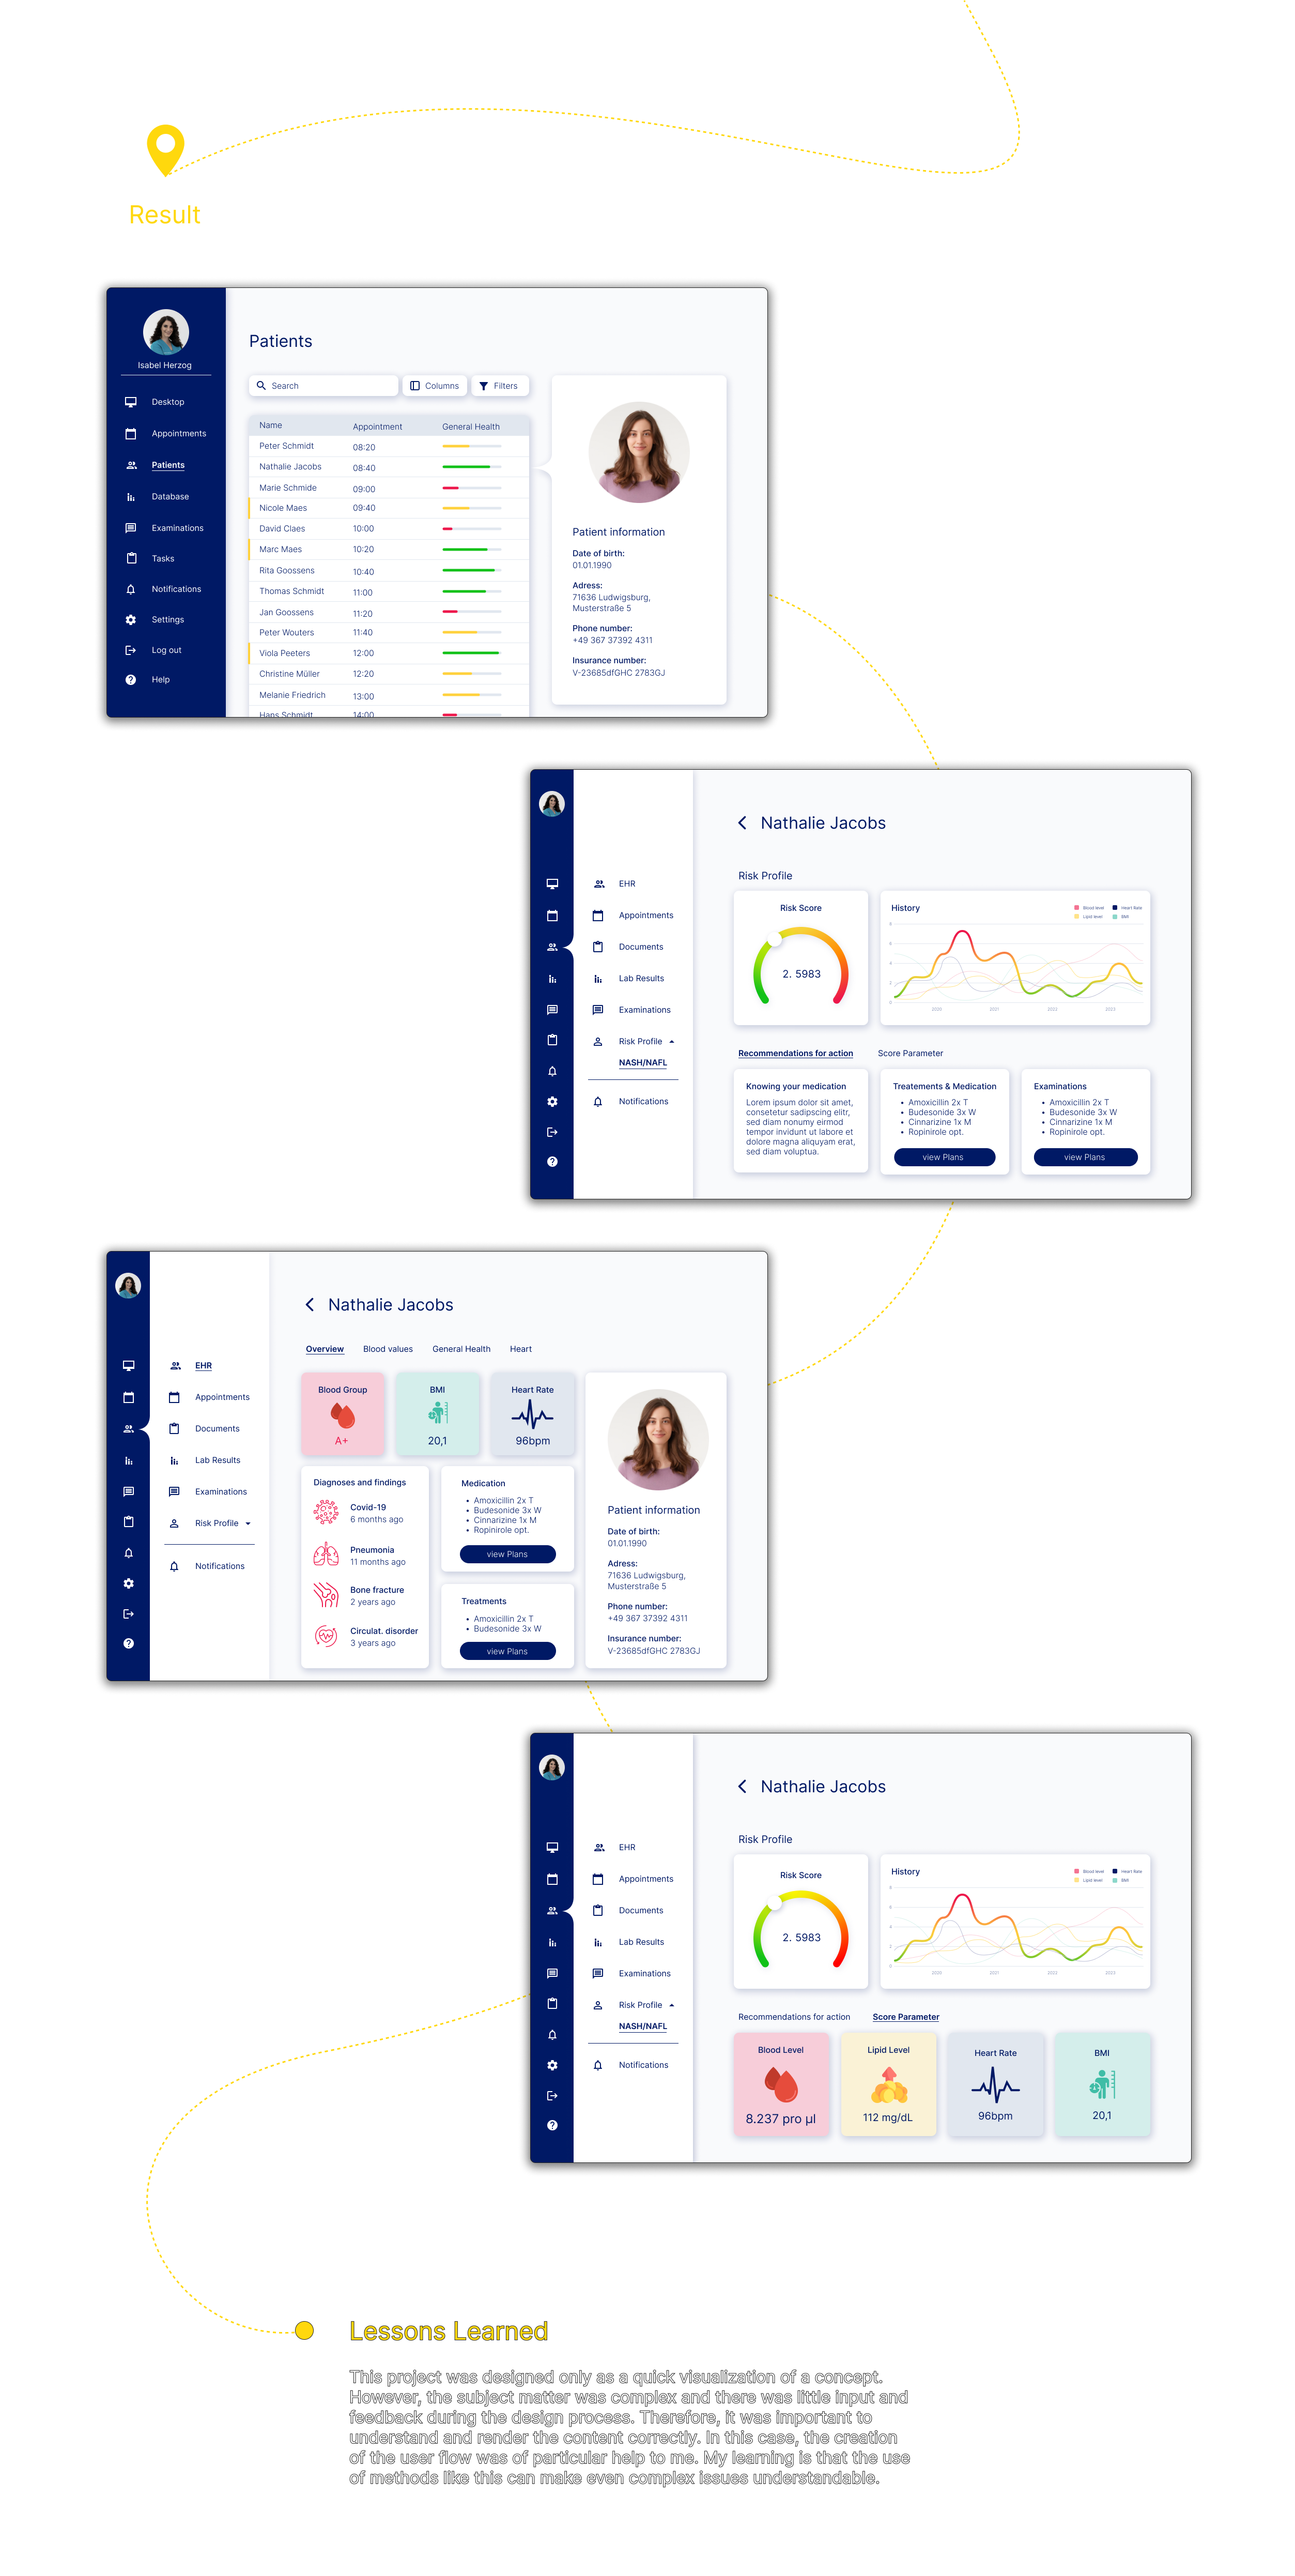 Result
Isabel Herzog
Desktop
Appointments
Patients
Database
Examinations
Tasks
Notifications
Settings
Log out
Help
Patients
Search
Columns
Filters
Name Appointment General Health
Peter Schmidt 08:20
Nathalie Jacobs 08:40
Marie Schmide 09:00
Nicole Maes 09:40
David Claes 10:00
Marc Maes 10:20
Rita Goossens 10:40
Thomas Schmidt 11:00
Jan Goossens 11:20
Peter Wouters 11:40
Viola Peeters 12:00
Christine Müller 12:20
Melanie Friedrich 13:00
Hans Schmidt 14:00
Patient information
Date of birth:
01.01.1990
Adress:
71636 Ludwigsburg,
Musterstraße 5
Phone number:
+49 367 37392 4311
Insurance number:
V-23685dfGHC 2783GJ
EHR
Appointments
Documents
Lab Results
Examinations
Risk Profile
NASH/NAFL
Notifications
Nathalie Jacobs
Risk Profile
Risk Score
2. 5983
History
Blood level Heart Rate
Lipid level BMI
8
6
4
2
0
2020 2021 2022 2023
Recommendations for action Score Parameter
Knowing your medication
Lorem ipsum dolor sit amet,
consetetur sadipscing elitr,
sed diam nonumy eirmod
tempor invidunt ut labore et
dolore magna aliquyam erat,
sed diam voluptua.
Treatements & Medication
• Amoxicillin 2x T
• Budesonide 3x W
• Cinnarizine 1x M
• Ropinirole opt.
view Plans
Examinations
• Amoxicillin 2x T
• Budesonide 3x W
• Cinnarizine 1x M
• Ropinirole opt.
view Plans
EHR
Appointments
Documents
Lab Results
Examinations
Risk Profile
Notifications
Nathalie Jacobs
Overview Blood values General Health Heart
Blood Group
A+
BMI
20,1
Heart Rate
96bpm
Diagnoses and findings
Covid-19
6 months ago
Pneumonia
11 months ago
Bone fracture
2 years ago
Circulat. disorder
3 years ago
Medication
• Amoxicillin 2x T
• Budesonide 3x W
• Cinnarizine 1x M
• Ropinirole opt.
view Plans
Treatments
• Amoxicillin 2x T
• Budesonide 3x W
view Plans
Patient information
Date of birth:
01.01.1990
Adress:
71636 Ludwigsburg,
Musterstraße 5
Phone number:
+49 367 37392 4311
Insurance number:
V-23685dfGHC 2783GJ
EHR
Appointments
Documents
Lab Results
Examinations
Risk Profile
NASH/NAFL
Notifications
Nathalie Jacobs
Risk Profile
Risk Score
2. 5983
History
Blood level Heart Rate
Lipid level BMI
8
6
4
2
0
2020 2021 2022 2023
Recommendations for action Score Parameter
Blood Level
8.237 pro µl
Lipid Level
112 mg/dL
Heart Rate
96bpm
BMI
20,1
Lessons Learned
This project was designed only as a quick visualization of a concept.
However, the subject matter was complex and there was little input and
feedback during the design process. Therefore, it was important to
understand and render the content correctly. In this case, the creation
of the user flow was of particular help to me. My learning is that the use
of methods like this can make even complex issues understandable.